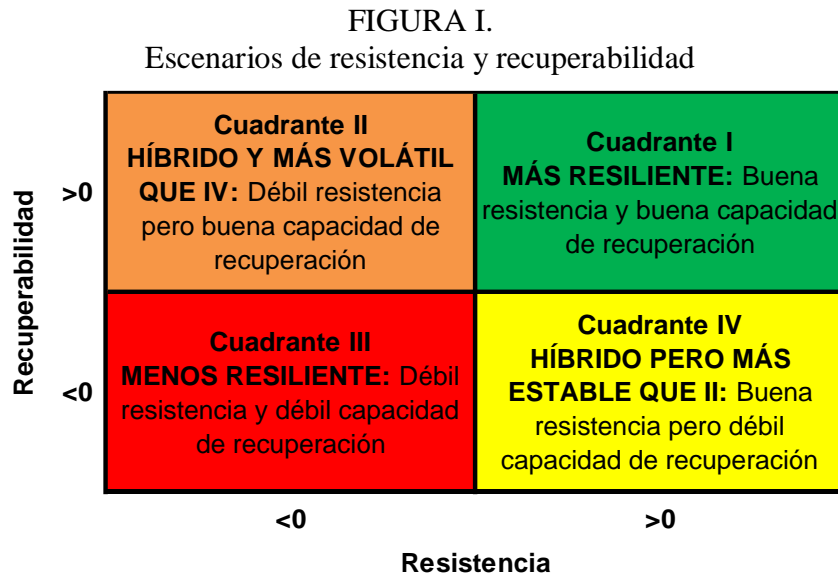 FIGURA I.
Escenarios de resistencia y recuperabilidad
Recuperabilidad
>0
Cuadrante II
HÍBRIDO Y MÁS VOLÁTIL
QUE IV: Débil resistencia
pero buena capacidad de
recuperación
Cuadrante I
MÁS RESILIENTE: Buena
resistencia y buena capacidad
de recuperación
<0
Cuadrante III
MENOS RESILIENTE: Débil
resistencia y débil capacidad
de recuperación
Cuadrante IV
HÍBRIDO PERO MÁS
ESTABLE QUE II: Buena
resistencia pero débil
capacidad de recuperación
<0
>0
Resistencia